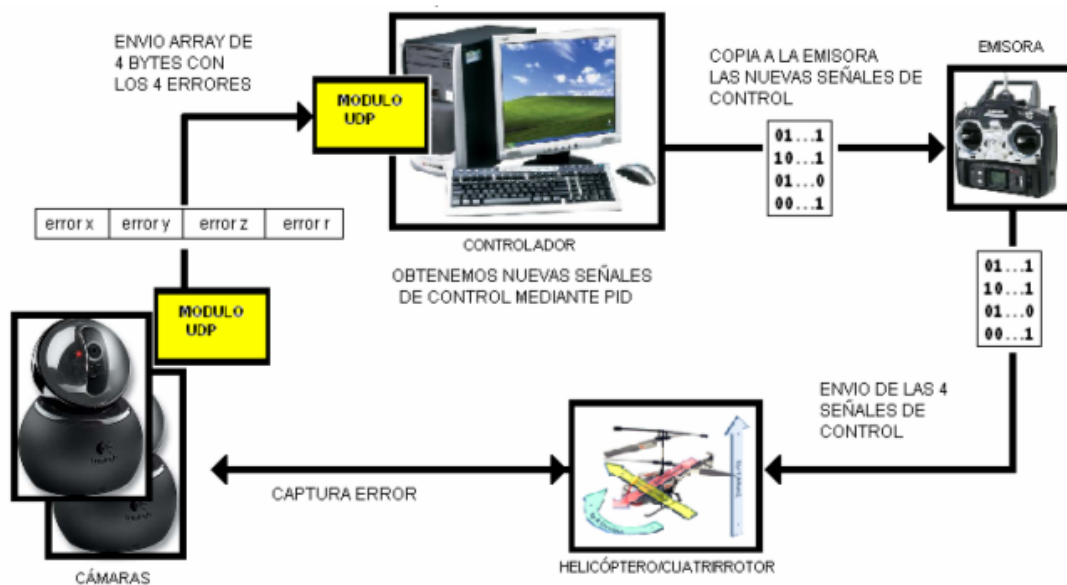 ENVIO ARRAY DE
4 BYTES CON
LOS 4 ERRORES
MODULO
UDP
COPIA A LA EMISORA
LAS NUEVAS SEÑALES DE
CONTROL
EMISORA
01...1
10...1
01...0
00...1
error x
error y
error z
error r
CONTROLADOR
OBTENEMOS NUEVAS SEÑALES
DE CONTROL MEDIANTE PID
01...1
10...1
01...0
00...1
MODULO
UDP
ENVIO DE LAS 4
SEÑALES DE
CONTROL
CAPTURA ERROR
CÁMARAS
HELICÓPTERO/CUATRIRROTOR